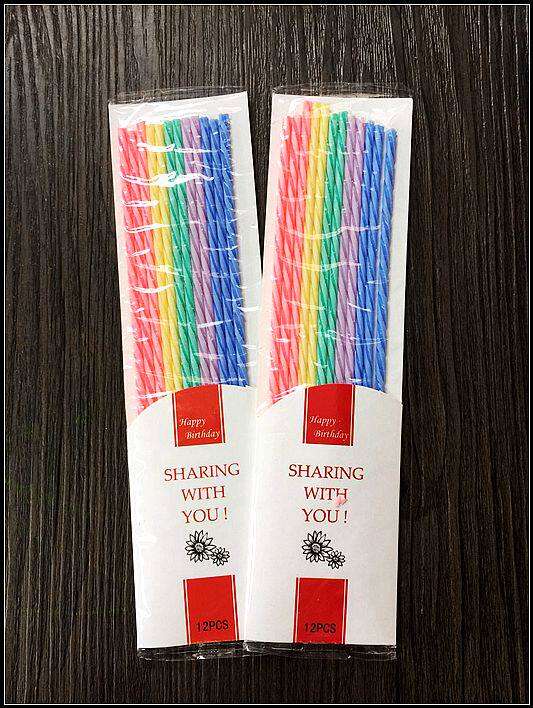 Happy
Birthday
SHARING
WITH
YOU !
12PCS
Happy
Birthday
SHARING
WITH
YOU !
12PCS